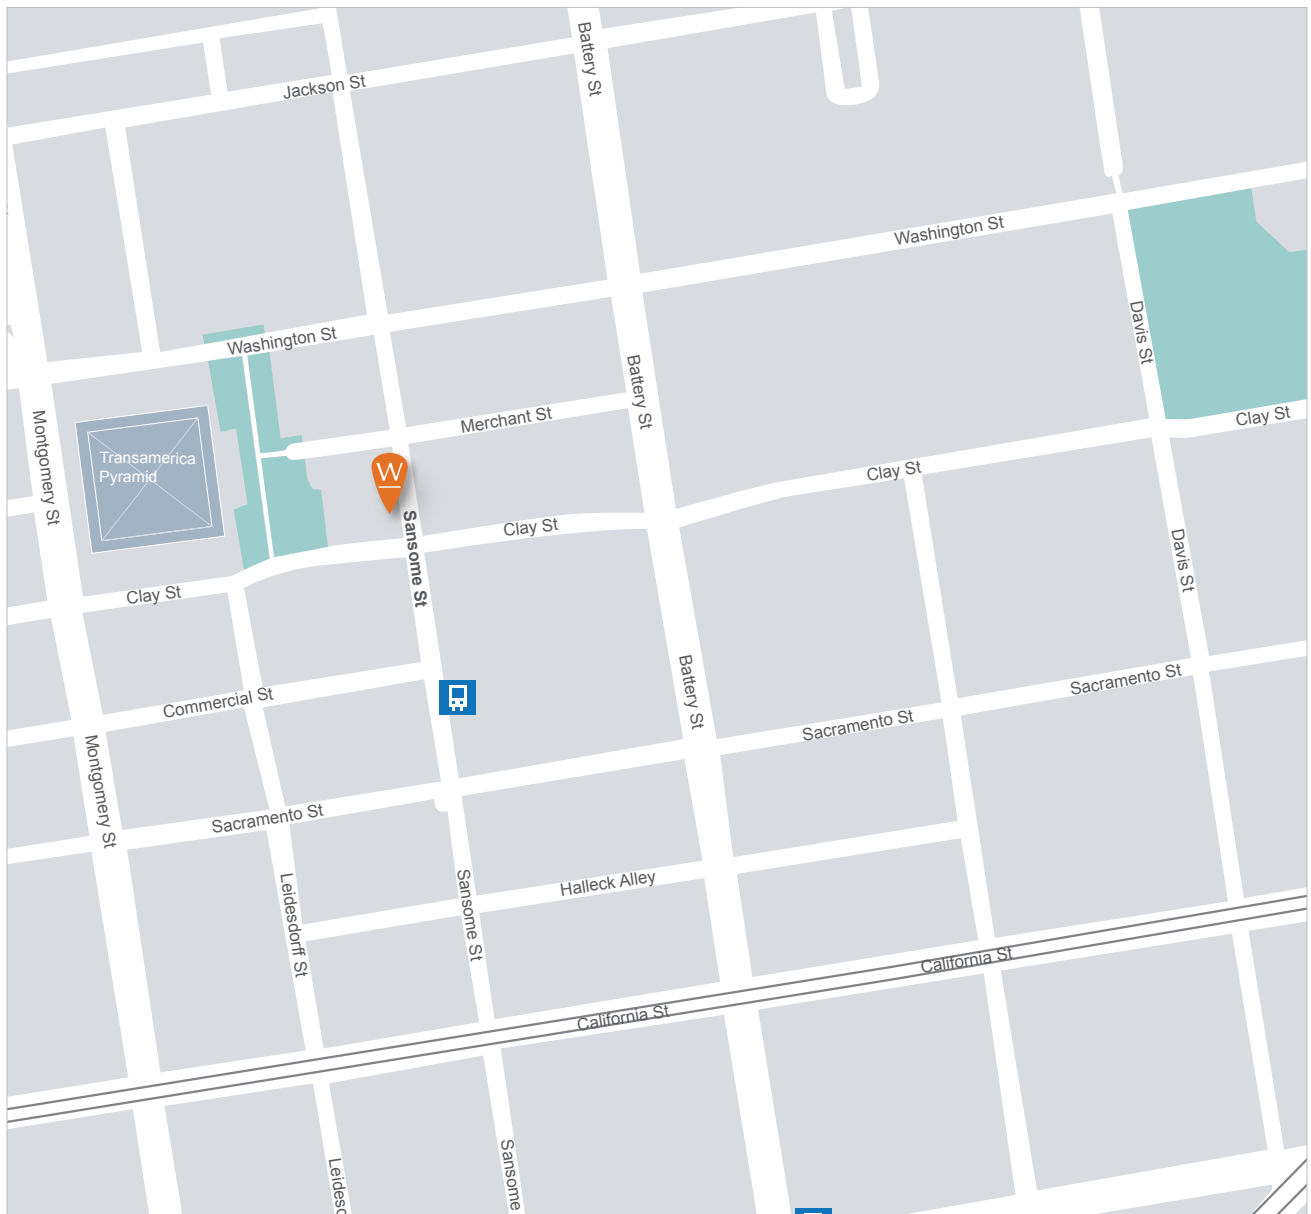 Battery St
Jackson St
Washington St
Davis St
Washington St
Battery St
Merchant St
Montgomery St
Clay St
Transamerica
Pyramid
W
Clay St
Sansome St
Clay St
Davis St
Clay St
Battery St
Sacramento St
Commercial St
Sacramento St
Montgomery St
Sacramento St
Halleck Alley
Leidesdorff St
Sansome St
California St
California St
Sansome
Leidesc